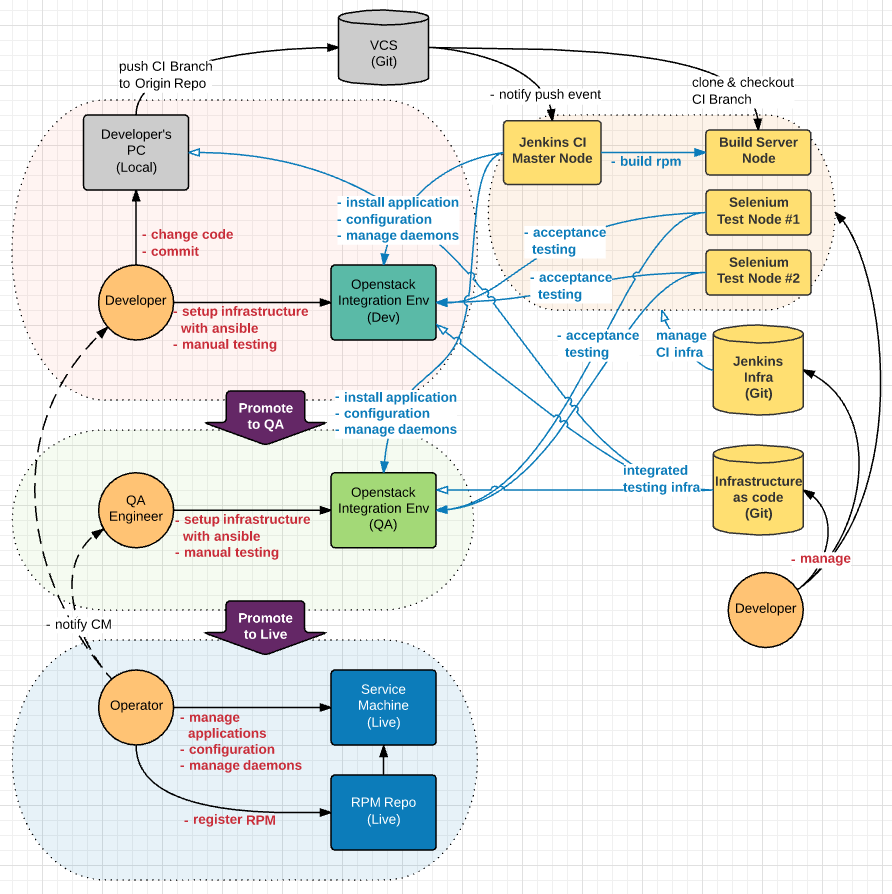 VCS
(Git)
push CI Branch
to Origin Repo
- notify push event
clone & checkout
CI Branch
Developer's
PC
(Local)
Jenkins CI
Master Node
- build rpm
Build Server
Node
Selenium
Test Node #1
Selenium
Test Node #2
- install application
- configuration
- manage daemons
- acceptance
testing
- acceptance
testing
- acceptance
testing
- change code
- commit
Developer
- setup infrastructure
with ansible
- manual testing
Openstack
Integration Env
(Dev)
manage
CI infra
Jenkins
Infra
(Git)
Promote
to QA
- install application
- configuration
- manage daemons
QA
Engineer
- setup infrastructure
with ansible
- manual testing
Openstack
Integration Env
(QA)
integrated
testing infra
Infrastructure
as code
(Git)
- manage
Developer
Promote
to Live
- notify CM
Operator
- manage
applications
- configuration
- manage daemons
Service
Machine
(Live)
- register RPM
RPM Repo
(Live)